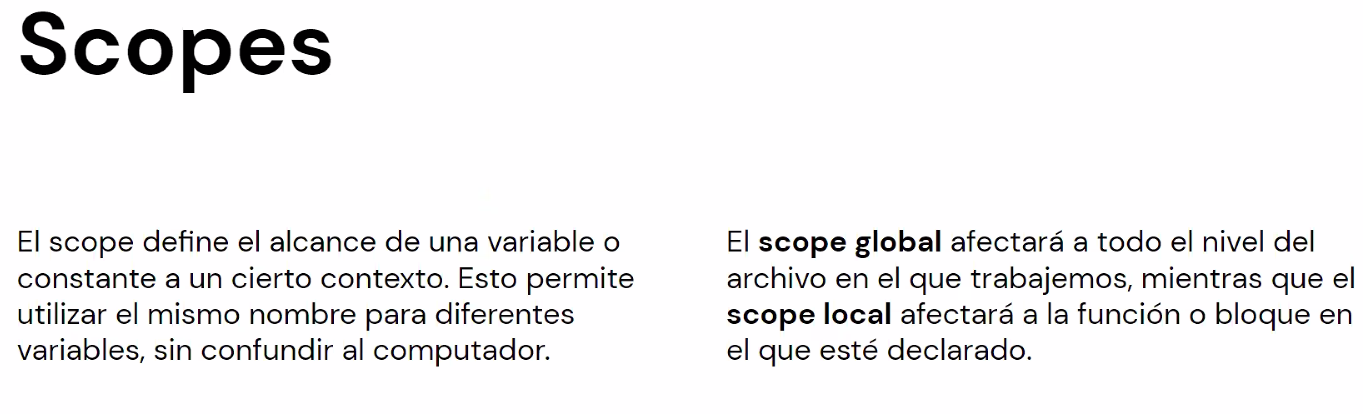 Scopes
El scope define el alcance de una variable o
constante a un cierto contexto. Esto permite
utilizar el mismo nombre para diferentes
variables, sin confundir al computador.
El scope global afectará a todo el nivel del
archivo en el que trabajemos, mientras que el
scope local afectará a la función o bloque en
el que esté declarado.